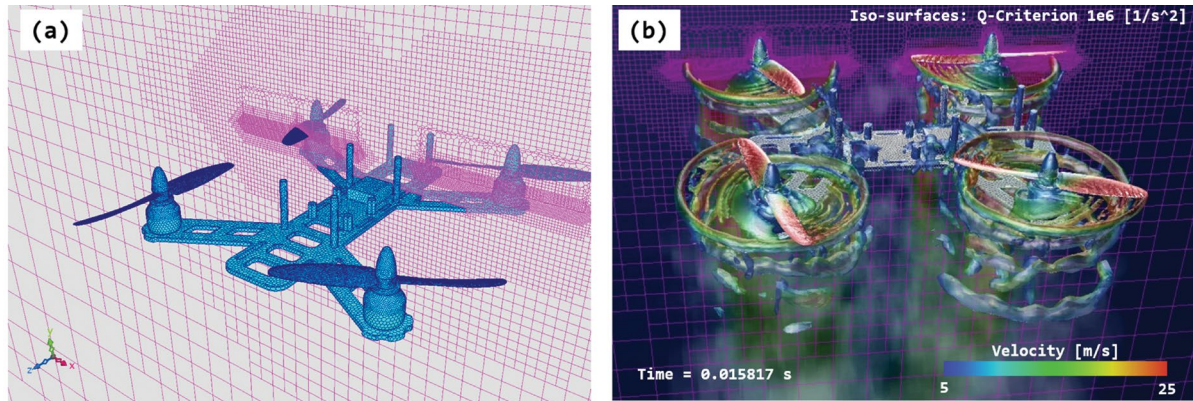 (a)
Y
Z
X
(b)
Iso-surfaces: Q-Criterion 1e6 [1/s^2]
Velocity [m/s]
Time = 0.015817 s
5
25